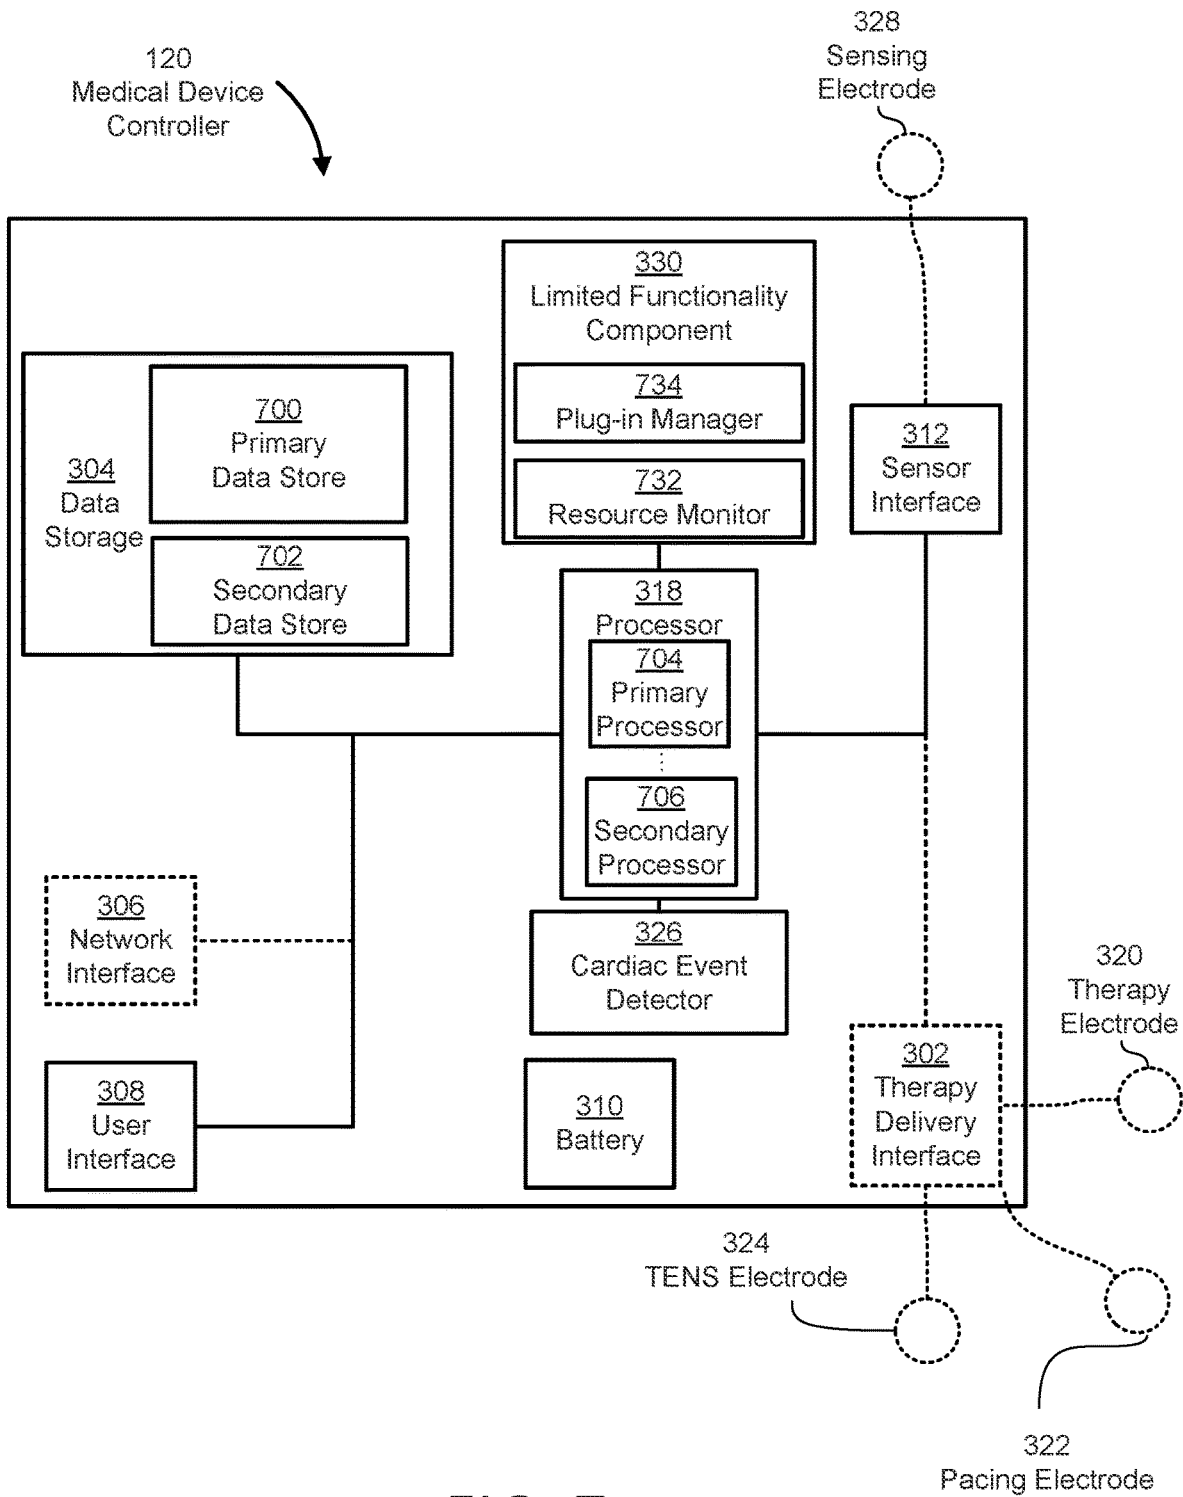 328
Sensing
Electrode
120
Medical Device
Controller
330
Limited Functionality
Component
734
Plug-in Manager
732
Resource Monitor
304
Data
Storage
700
Primary
Data Store
702
Secondary
Data Store
312
Sensor
Interface
318
Processor
704
Primary
Processor
706
Secondary
Processor
306
Network
Interface
326
Cardiac Event
Detector
320
Therapy
Electrode
308
User
Interface
310
Battery
302
Therapy
Delivery
Interface
324
TENS Electrode
322
Pacing Electrode